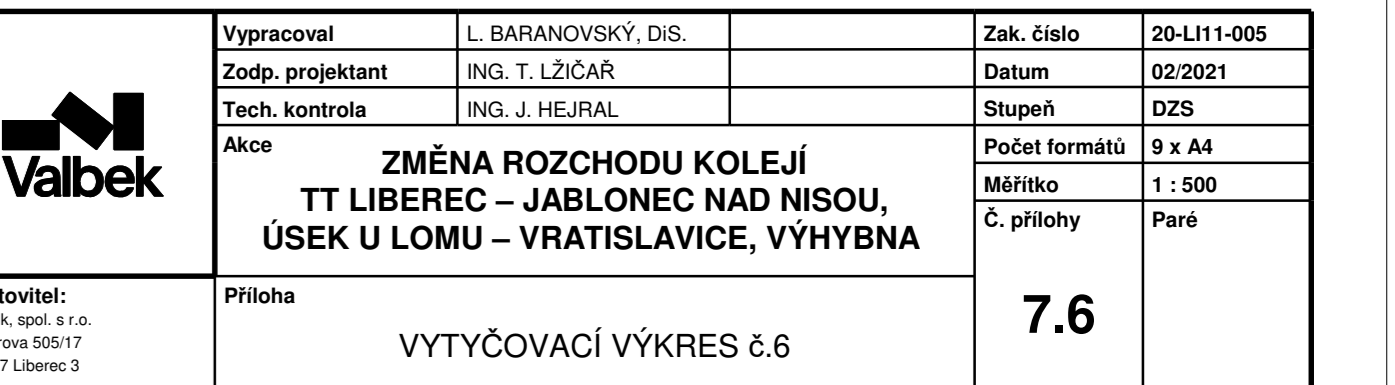 Vypracoval L. BARANOVSKÝ, DiS. Zak. číslo 20-LI11-005
Zodp. projektant ING. T. LŽIČAŘ Datum 02/2021
Tech. kontrola ING. J. HEJRAL Stupeň DZS
Valbek
Akce
ZMĚNA ROZCHODU KOLEJÍ
TT LIBEREC – JABLONEC NAD NISOU,
ÚSEK U LOMU – VRATISLAVICE, VÝHYBNA
Počet formátů 9 x A4
Měřítko 1 : 500
Č. přílohy Paré
7.6
tovitel:
k, spol. s r.o.
rova 505/17
7 Liberec 3
Příloha
VYTYČOVACÍ VÝKRES č.6